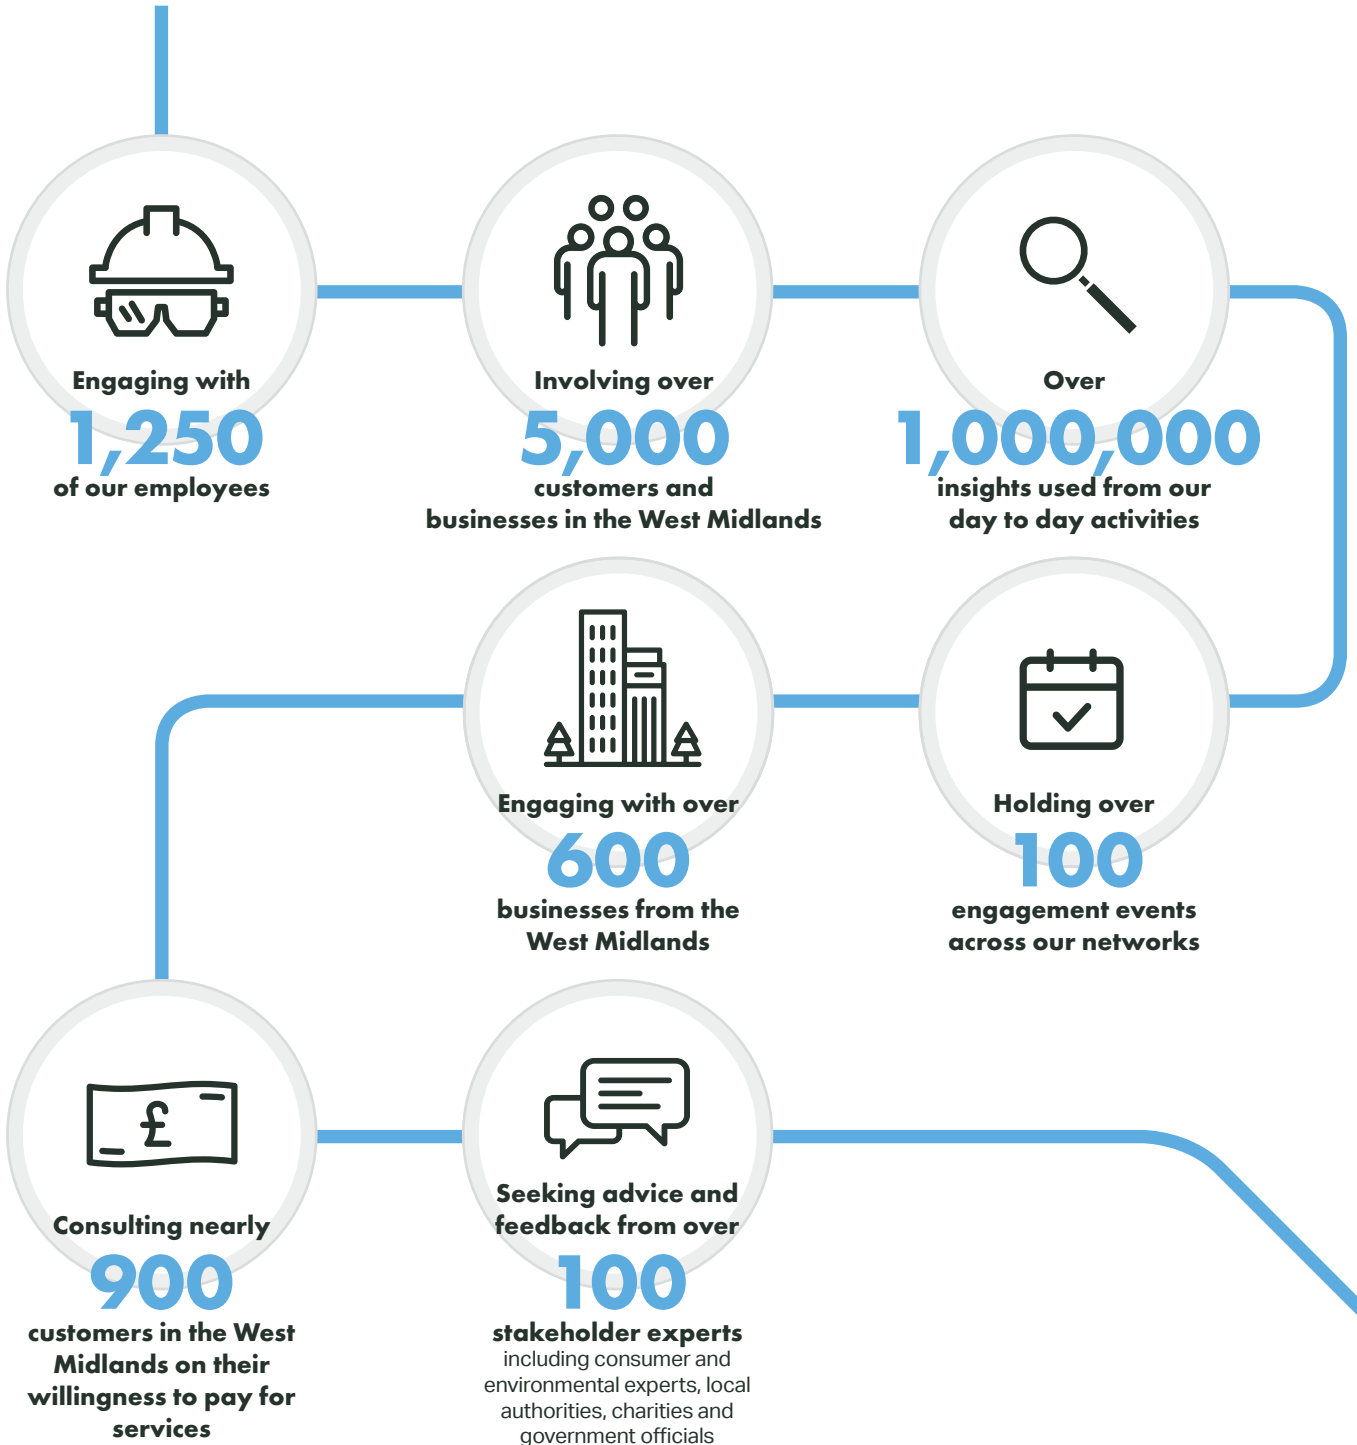 Engaging with
1,250
of our employees
Involving over
5,000
customers and
businesses in the West Midlands
Over
1,000,000
insights used from our
day to day activities
Holding over
100
engagement events
across our networks
Engaging with over
600
businesses from the
West Midlands
£
Consulting nearly
900
customers in the West
Midlands on their
willingness to pay for
services
Seeking advice and
feedback from over
100
stakeholder experts
including consumer and
environmental experts, local
authorities, charities and
government officials